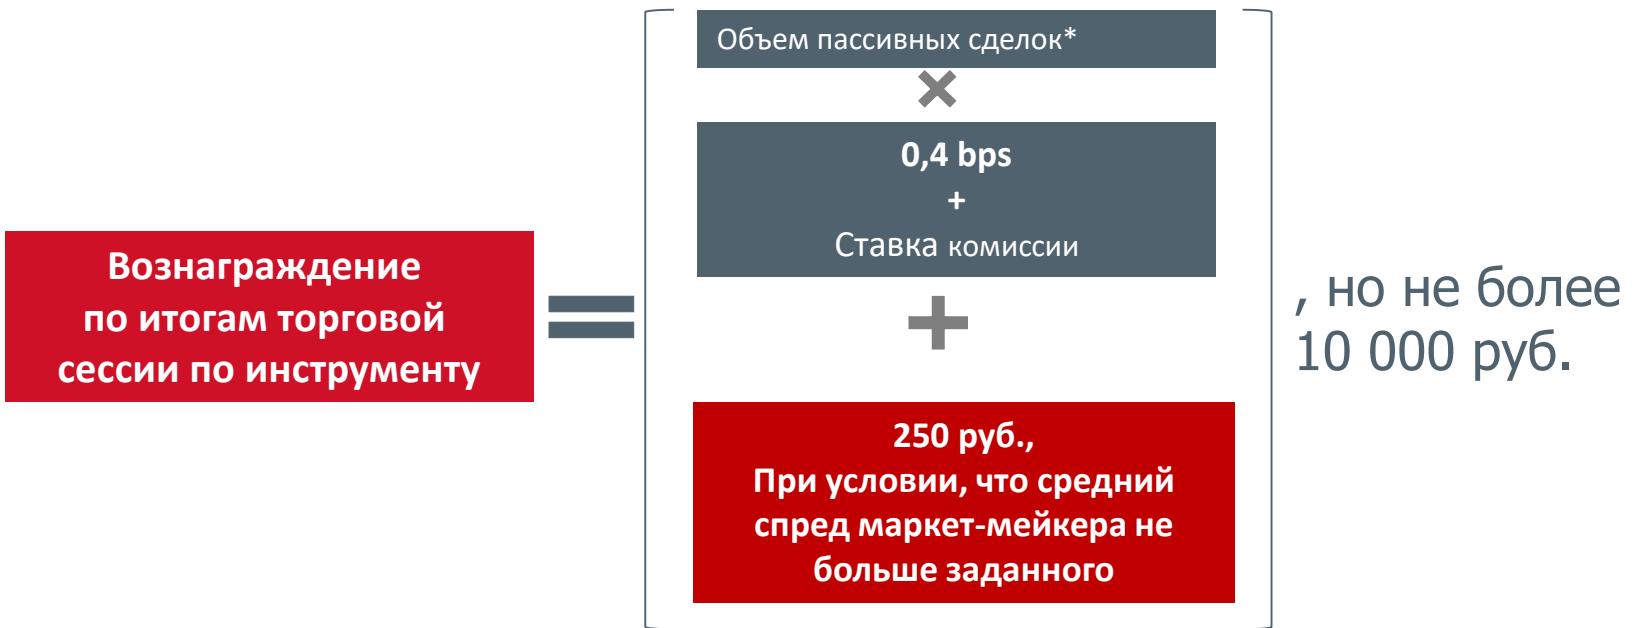 Объем пассивных сделок*
×
0,4 bps
+
Ставка комиссии
+
Вознаграждение
по итогам торговой
сессии по инструменту
=
250 руб.,
При условии, что средний
спред маркет-мейкера не
больше заданного
, но не более
10 000 руб.